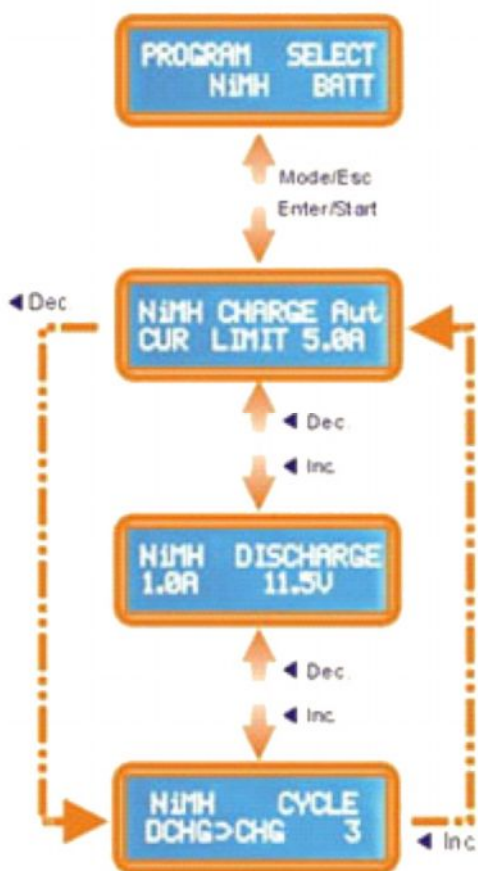 PROGRAM SELECT
NiMH BATT
Mode/Esc
Enter/Start
Dec.
NiMH CHARGE Aut
CUR LIMIT 5.0A
Dec.
Inc.
NiMH DISCHARGE
1.0A 11.5V
Dec.
Inc.
NiMH CYCLE
DCHG>CHG 3
Inc